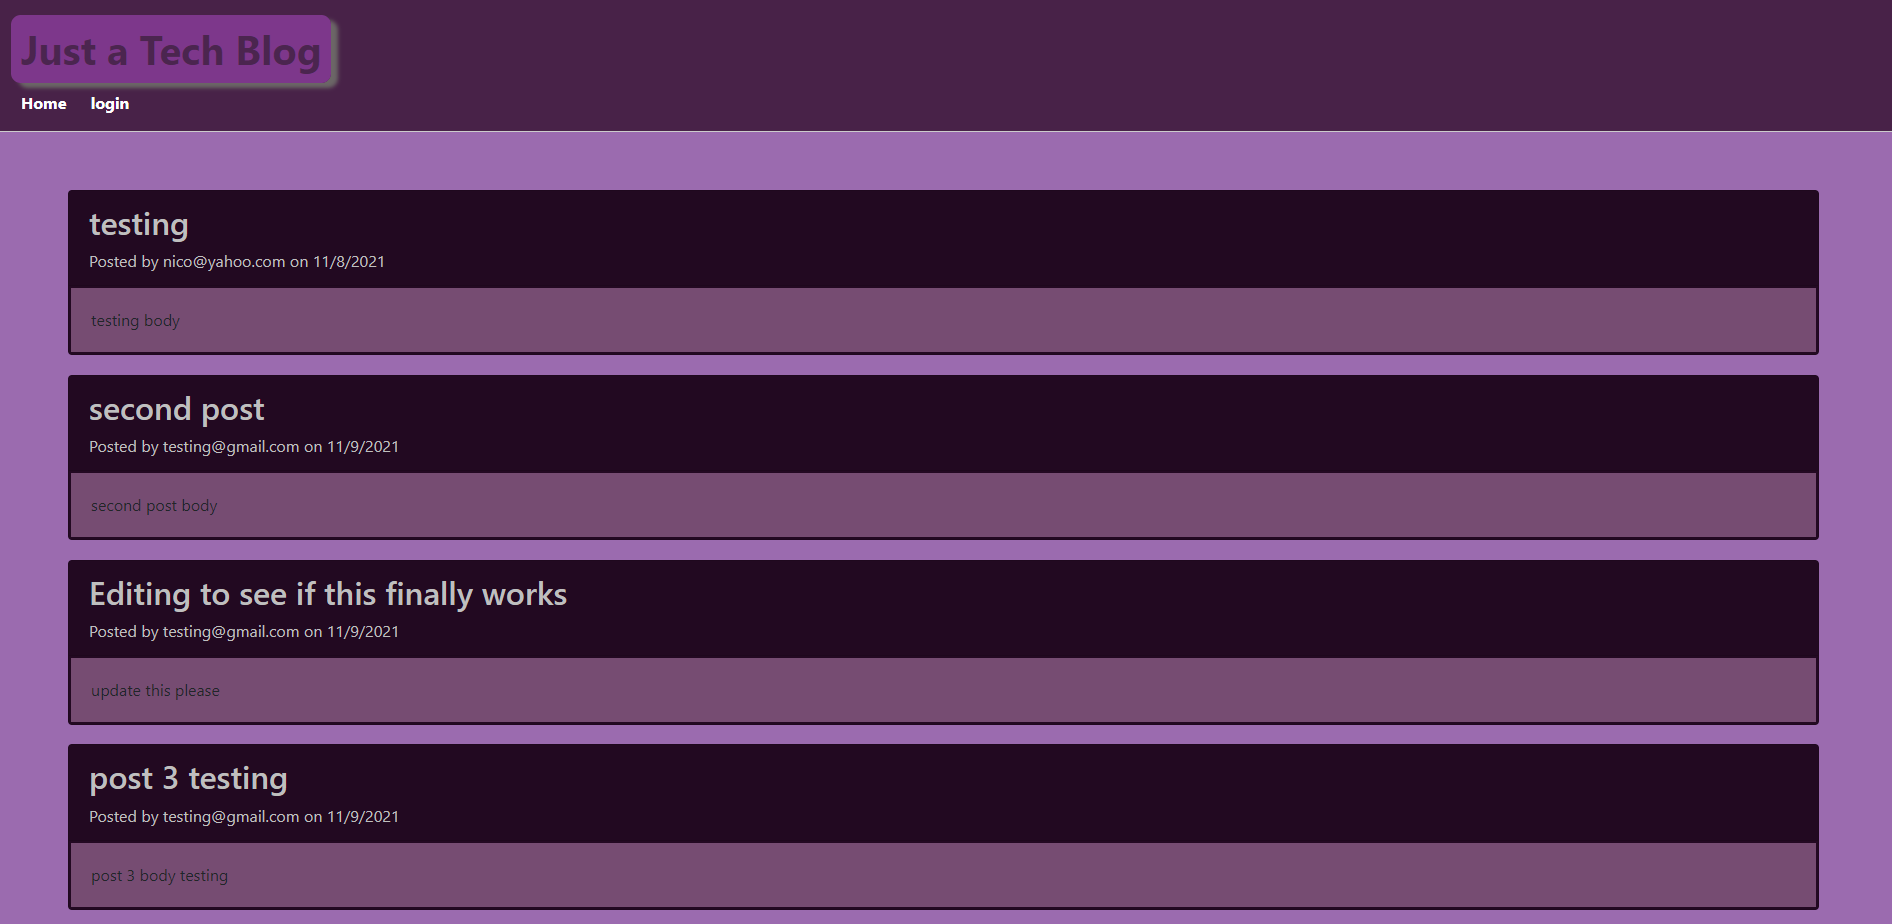 Just a Tech Blog
Home login
testing
Posted by nico@yahoo.com on 11/8/2021
testing body
second post
Posted by testing@gmail.com on 11/9/2021
second post body
Editing to see if this finally works
Posted by testing@gmail.com on 11/9/2021
update this please
post 3 testing
Posted by testing@gmail.com on 11/9/2021
post 3 body testing